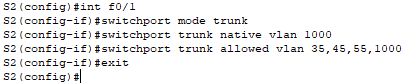 S2(config)#int f0/1
S2(config-if)#switchport mode trunk
S2(config-if)#switchport trunk native vlan 1000
S2(config-if)#switchport trunk allowed vlan 35,45,55,1000
S2(config-if)#exit
S2(config)#